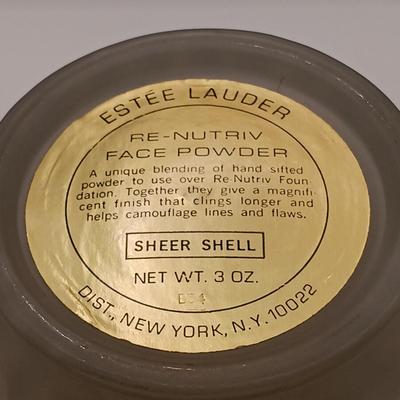 ESTÉE LAUDER
RE-NUTRIV
FACE POWDER
A unique blending of hand sifted
powder to use over Re-Nutriv Foun-
dation. Together they give a magnifi-
cent finish that clings longer and
helps camouflage lines and flaws.
SHEER SHELL
NET WT. 3 OZ.
DIST., NEW YORK, N.Y. 10022